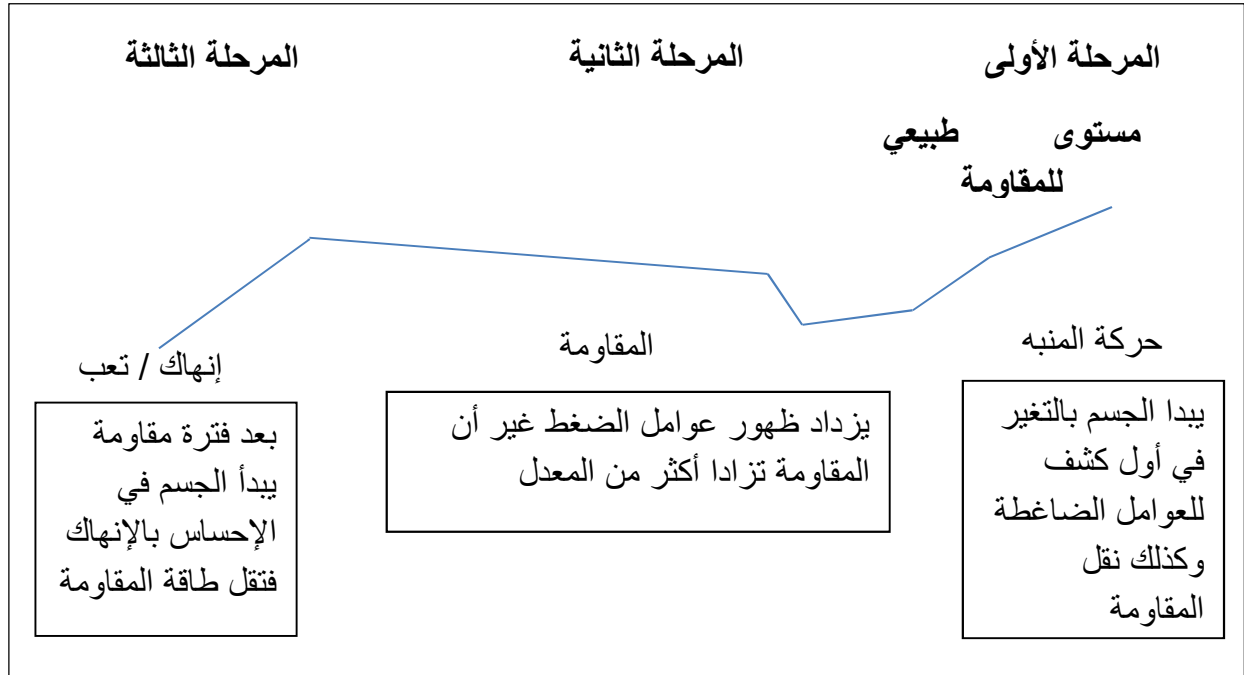 المرحلة الأولى
المرحلة الثانية
المرحلة الثالثة
مستوى طبيعي
للمقاومة
حركة المنبه
يبدا الجسم بالتغير
في أول كشف
للعوامل الضاغطة
وكذلك نقل
المقاومة
المقاومة
يزداد ظهور عوامل الضغط غير أن
المقاومة تزادا أكثر من المعدل
إنهاك / تعب
بعد فترة مقاومة
يبدأ الجسم في
الإحساس بالإنهاك
فتقل طاقة المقاومة